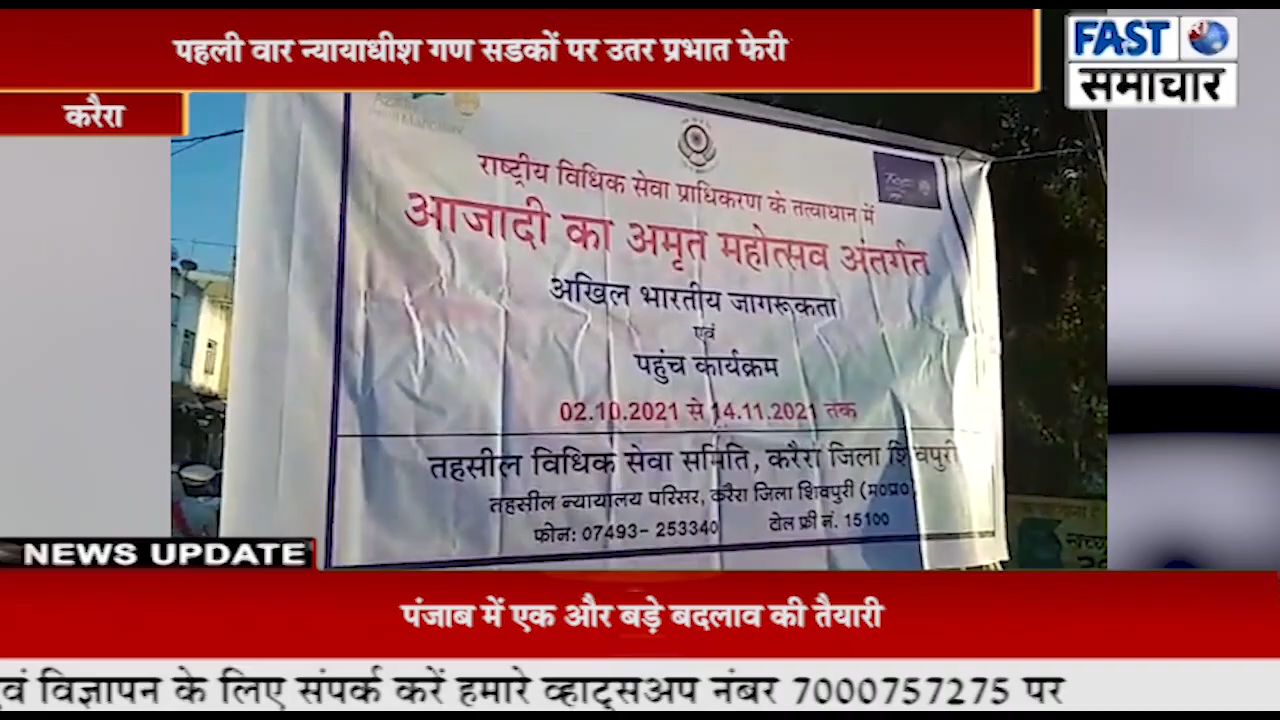 पहली वार न्यायाधीश गण सडकों पर उतर प्रभात फेरी
FAST
समाचार
करैरा
राष्ट्रीय विधिक सेवा प्राधिकरण के तत्वाधान में
आजादी का अमृत महोत्सव अंतर्गत
अखिल भारतीय जागरूकता
एवं
पहुंच कार्यक्रम
02.10.2021 से 14.11.2021 तक
तहसील विधिक सेवा समिति, करैरा जिला शिवपुरी
तहसील न्यायालय परिसर, करैरा जिला शिवपुरी (म०प्र०)
फोन: 07493- 253340 टोल फ्री नं. 15100
NEWS UPDATE
पंजाब में एक और बड़े बदलाव की तैयारी
एवं विज्ञापन के लिए संपर्क करें हमारे व्हाट्सअप नंबर 7000757275 पर